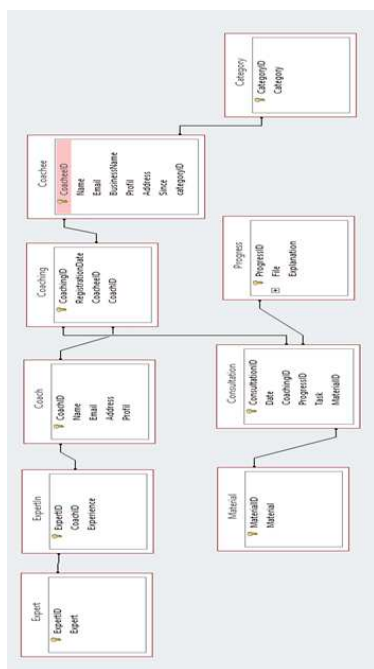 Expert
ExpertID
Expert
ExpertIn
ExpertID
CoachID
Experience
Coach
CoachID
Name
Email
Address
Profil
Coaching
CoachingID
RegistrationDate
CoacheeID
CoachID
Coachee
CoacheeID
Name
Email
BusinessName
Profil
Address
Since
categoryID
Category
CategoryID
Category
Material
MaterialID
Material
Consultation
ConsultationID
Date
CoachingID
ProgressID
Task
MaterialID
Progress
ProgressID
File
Explanation